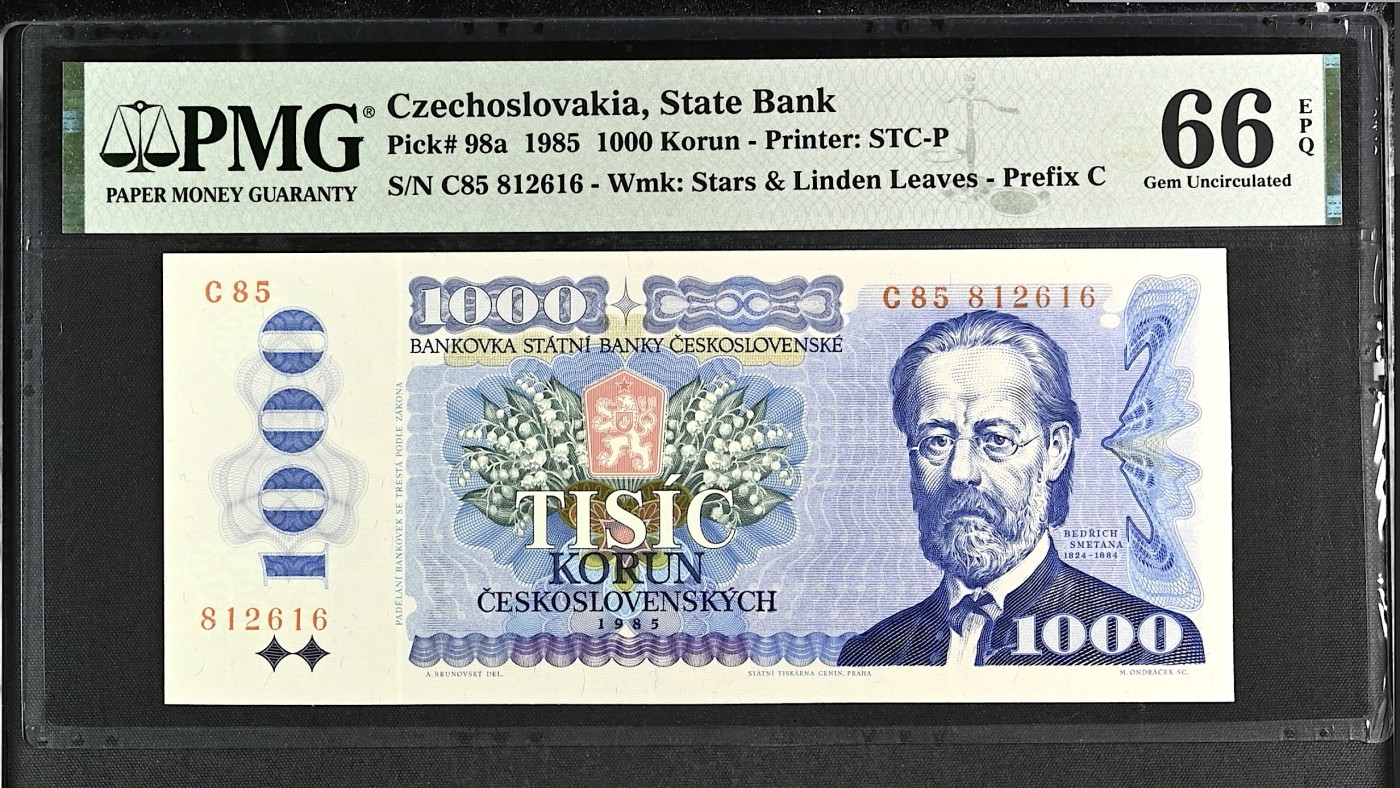 PMG®
PAPER MONEY GUARANTY
Czechoslovakia, State Bank
Pick# 98a 1985 1000 Korun - Printer: STC-P
S/N C85 812616 - Wmk: Stars & Linden Leaves - Prefix C
66
EPQ
Gem Uncirculated
C 85
1000
812616
PADĚLÁNÍ BANKOVEK SE TRESTÁ PODLE ZÁKONA
1000
BANKOVKA STÁTNÍ BANKY ČESKOSLOVENSKÉ
TISÍC
KORUN
ČESKOSLOVENSKÝCH
1985
C 85 812616
BEDŘICH
SMETANA
1824-1884
1000
A. BRUNOVSKÝ DEL.
STÁTNÍ TISKÁRNA CENIN, PRAHA
M. ONDRÁČEK SC.